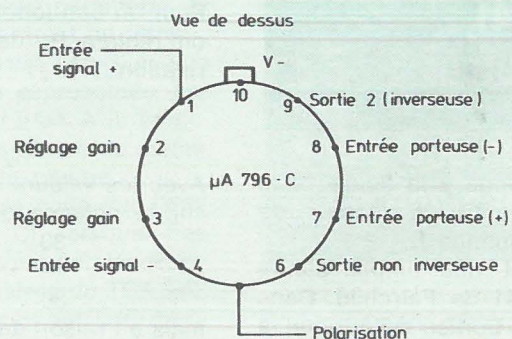 Vue de dessus
Entrée
signal +
V -
10
1
9
Sortie 2 (inverseuse)
Réglage gain
2
8
Entrée porteuse (-)
µA 796 - C
Réglage gain
3
7
Entrée porteuse (+)
Entrée signal -
4
6
Sortie non inverseuse
Polarisation